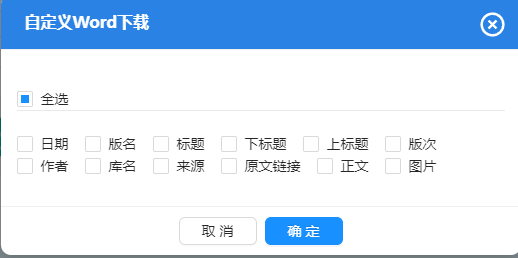 自定义Word下载
全选
日期 版名 标题 下标题 上标题 版次
作者 库名 来源 原文链接 正文 图片
取消 确定